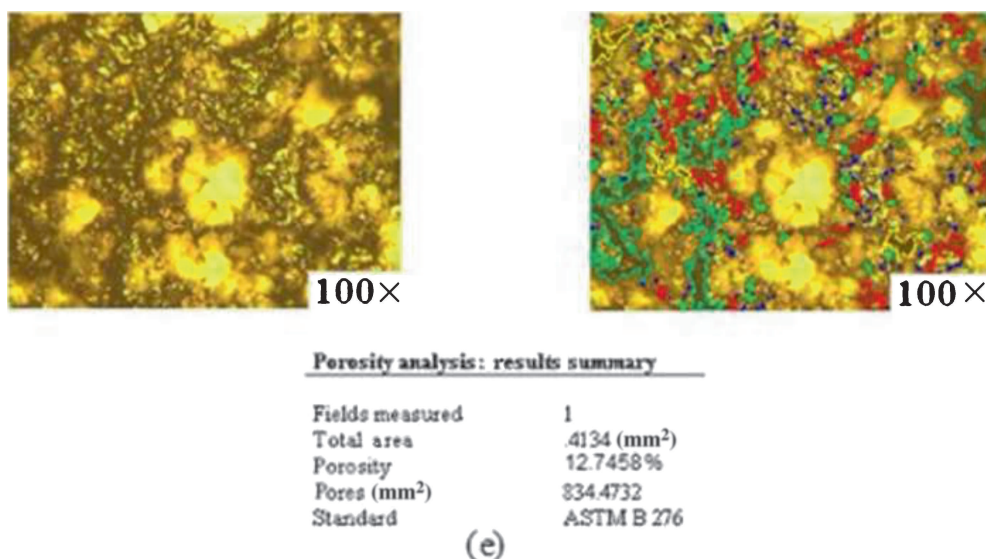 100×
100×
Porosity analysis: results summary
Fields measured 1
Total area .4134 (mm²)
Porosity 12.7458%
Pores (mm²) 834.4732
Standard ASTM B 276
(e)